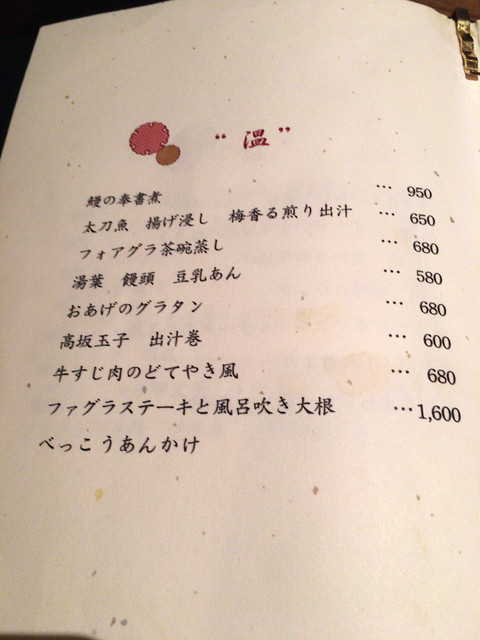 “温”
鰻の奉書煮 … 950
太刀魚 揚げ浸し 梅香る煎り出汁 … 650
フォアグラ茶碗蒸し … 680
湯葉 饅頭 豆乳あん … 580
おあげのグラタン … 680
高坂玉子 出汁巻 … 600
牛すじ肉のどてやき風 … 680
ファグラステーキと風呂吹き大根 …1,600
べっこうあんかけ